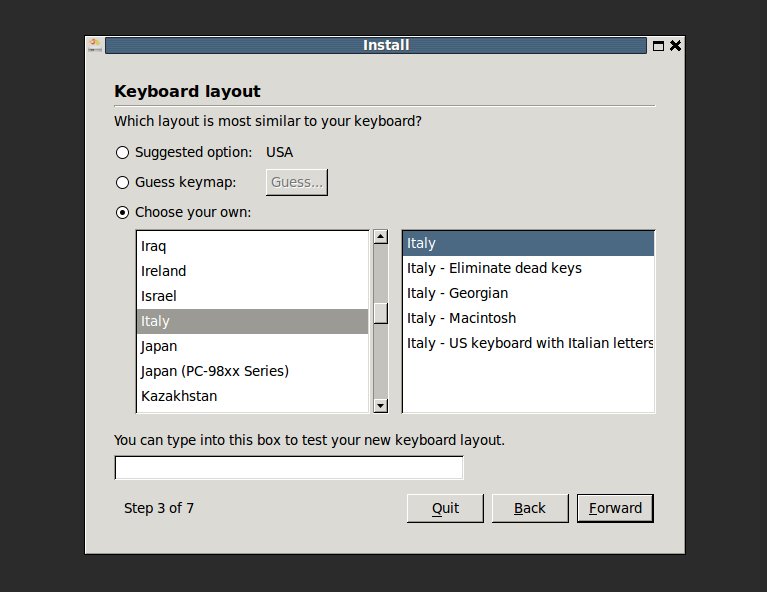 Install
Keyboard layout
Which layout is most similar to your keyboard?
Suggested option: USA
Guess keymap: Guess...
Choose your own:
Iraq
Ireland
Israel
Italy
Japan
Japan (PC-98xx Series)
Kazakhstan
Italy
Italy - Eliminate dead keys
Italy - Georgian
Italy - Macintosh
Italy - US keyboard with Italian letters
You can type into this box to test your new keyboard layout.
Step 3 of 7
Quit
Back
Forward